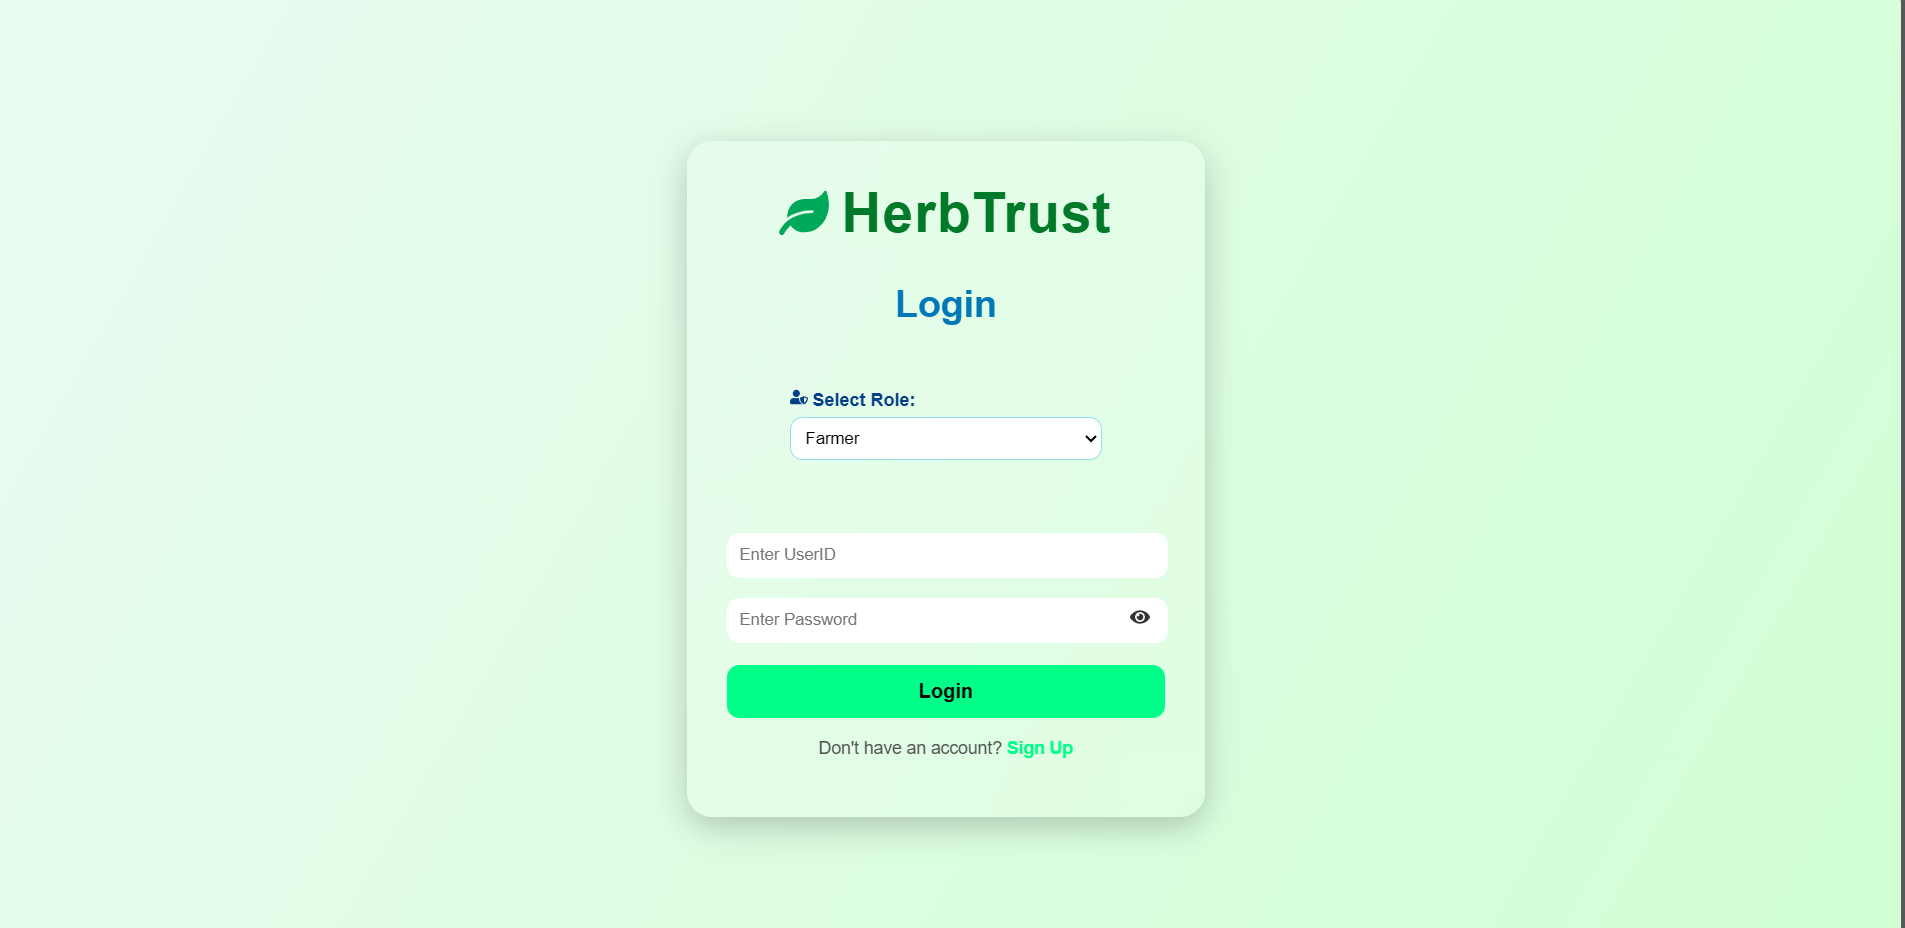 HerbTrust
Login
Select Role:
Farmer
Enter UserID
Enter Password
Login
Don't have an account? Sign Up